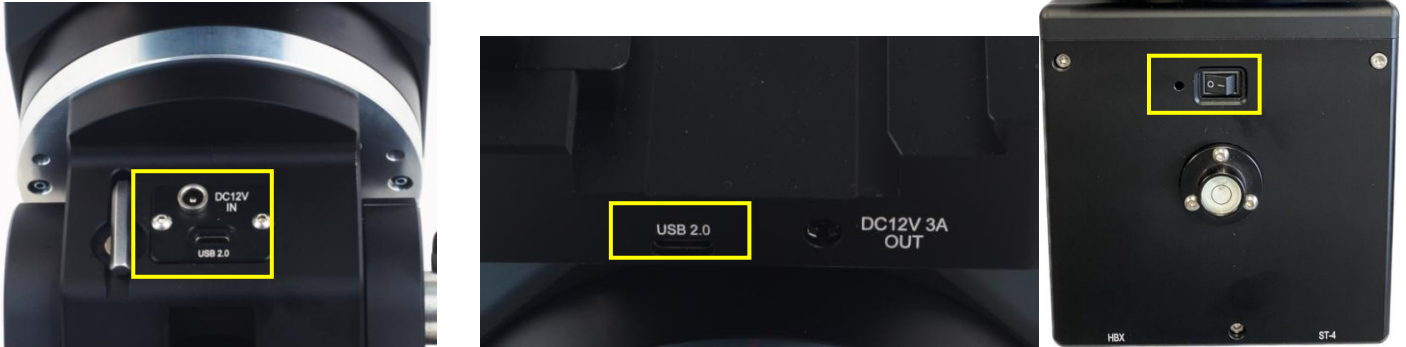 DC12V
IN
USB 2.0
USB 2.0
DC12V 3A
OUT
O I
HBX
ST-4